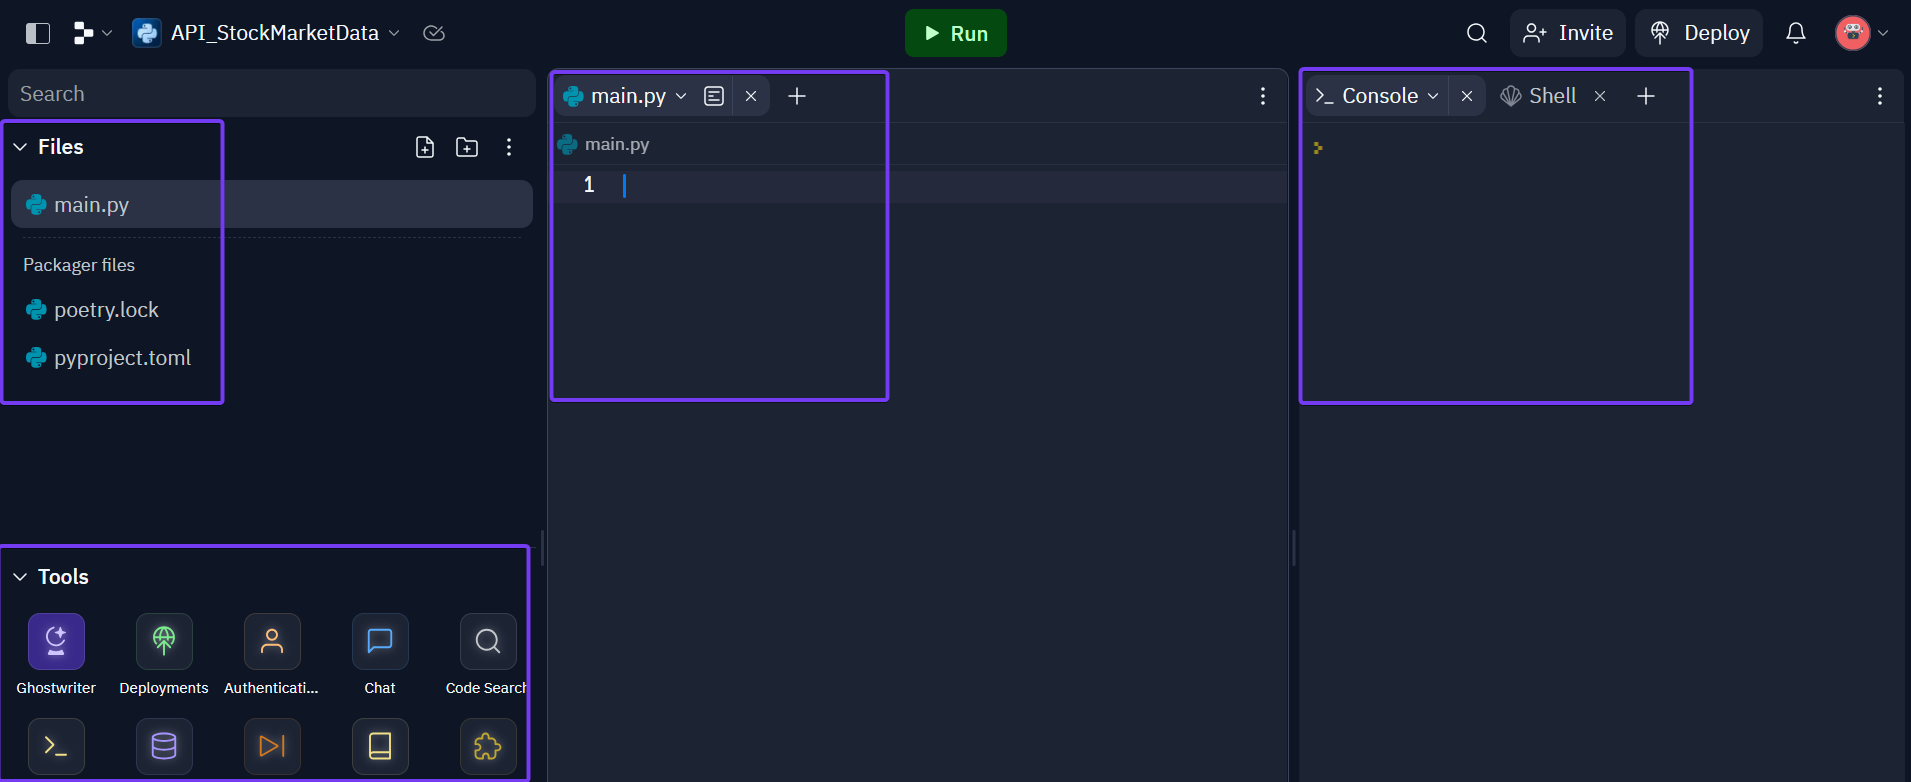 API_StockMarketData
Run
Invite
Deploy
Search
Files
main.py
Packager files
poetry.lock
pyproject.toml
Tools
Ghostwriter
Deployments
Authenticati...
Chat
Code Search
main.py
main.py
1
Console
Shell